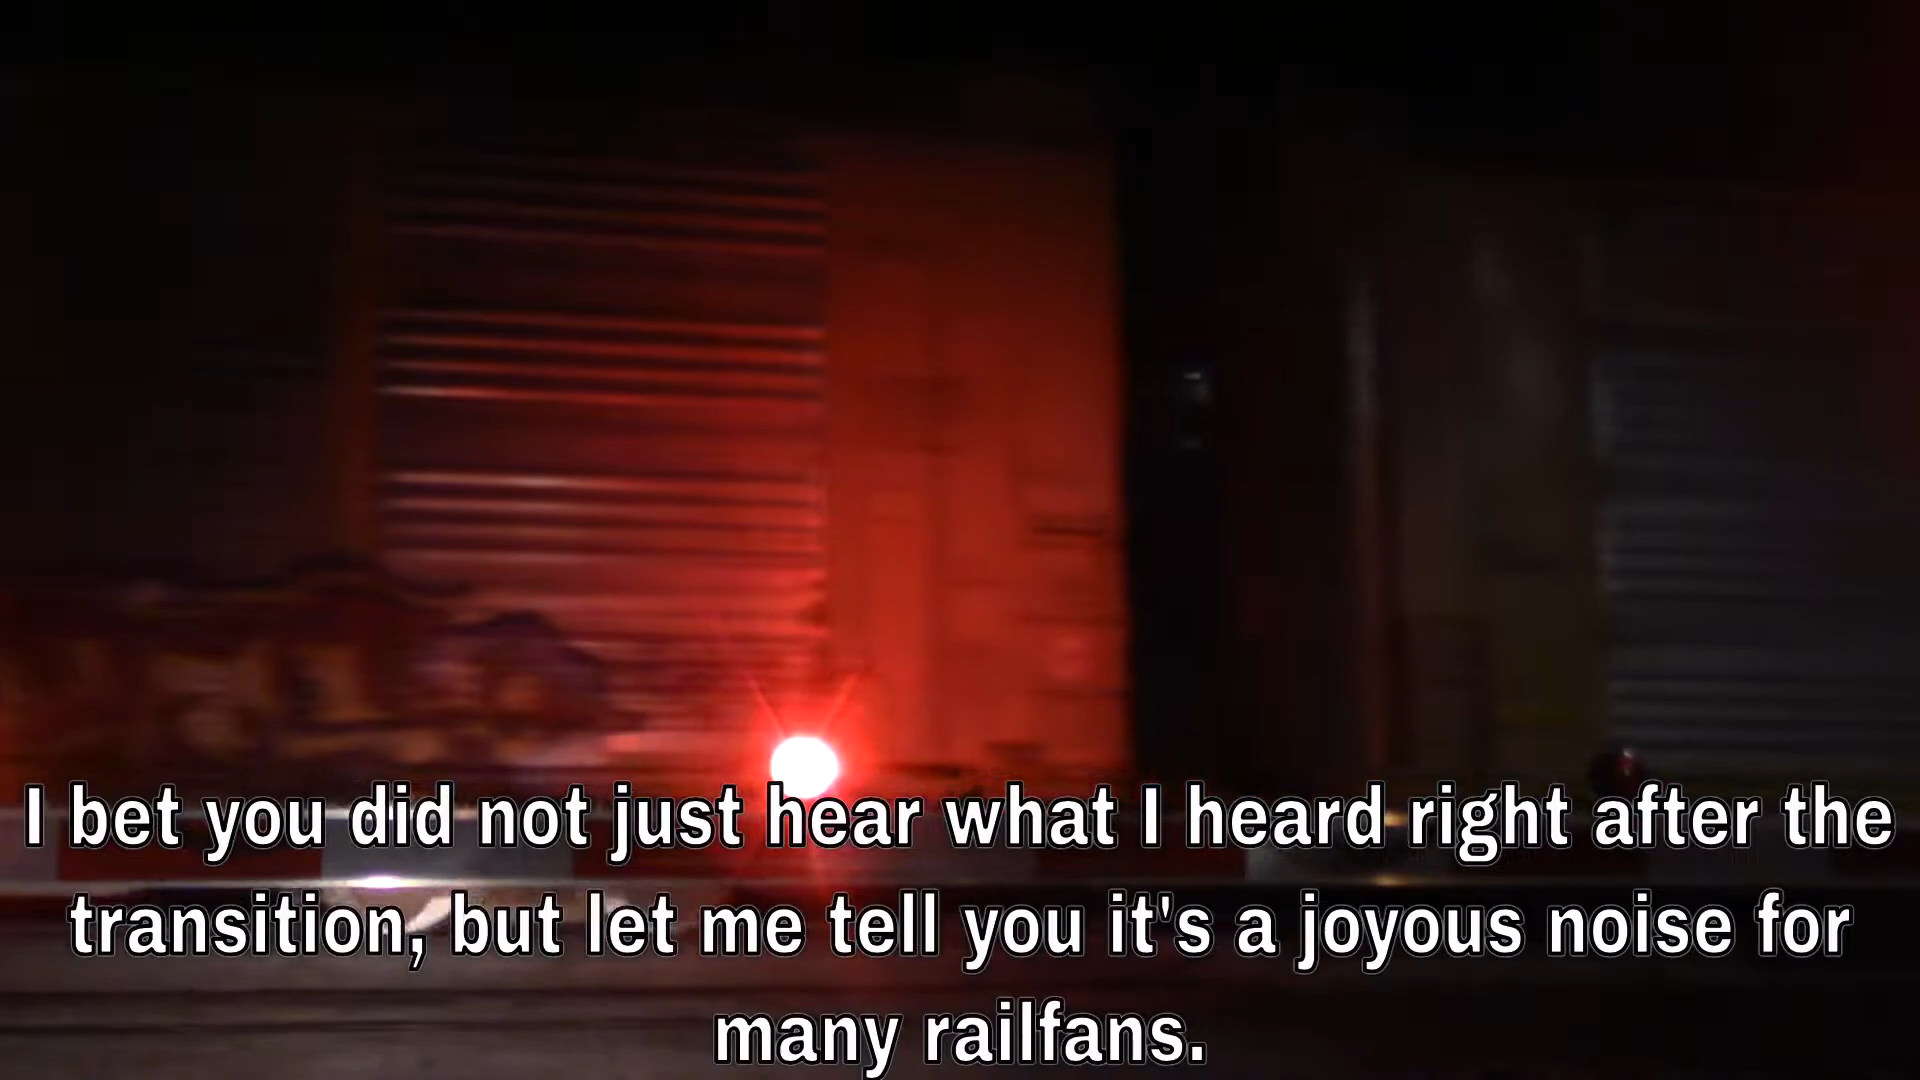 I bet you did not just hear what I heard right after the
transition, but let me tell you it's a joyous noise for
many railfans.